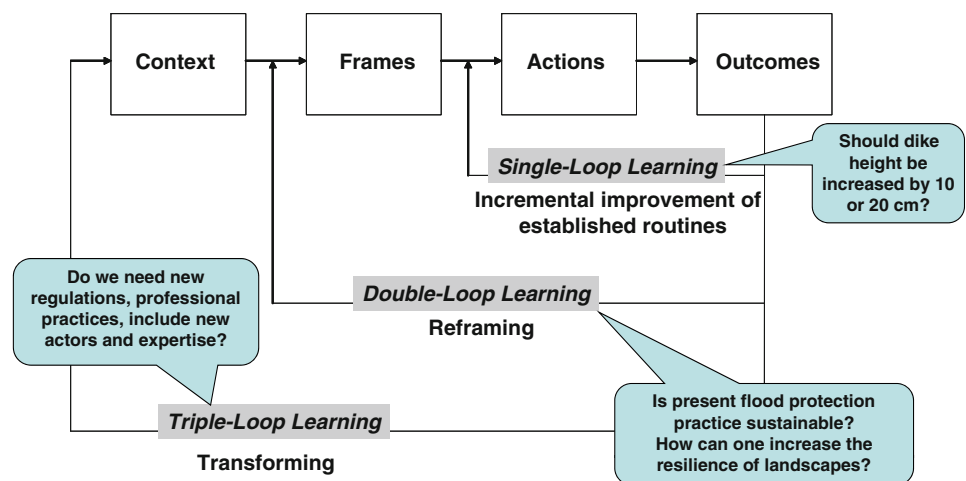 Context
Frames
Actions
Outcomes
Single-Loop Learning
Incremental improvement of
established routines
Should dike
height be
increased by 10
or 20 cm?
Do we need new
regulations, professional
practices, include new
actors and expertise?
Double-Loop Learning
Reframing
Is present flood protection
practice sustainable?
How can one increase the
resilience of landscapes?
Triple-Loop Learning
Transforming